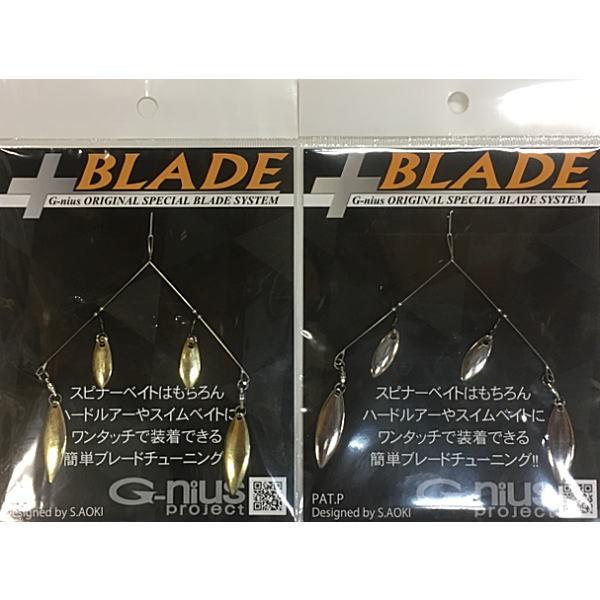 +BLADE
G-nius ORIGINAL SPECIAL BLADE SYSTEM
スピナーベイトはもちろん
ハードルアーやスイムベイトに
ワンタッチで装着できる
簡単ブレードチューニング
G-nius
project
Designed by S.AOKI
+BLADE
G-nius ORIGINAL SPECIAL BLADE SYSTEM
スピナーベイトはもちろん
ハードルアーやスイムベイトに
ワンタッチで装着できる
簡単ブレードチューニング!!
G-nius
PAT.P
project
Designed by S.AOKI